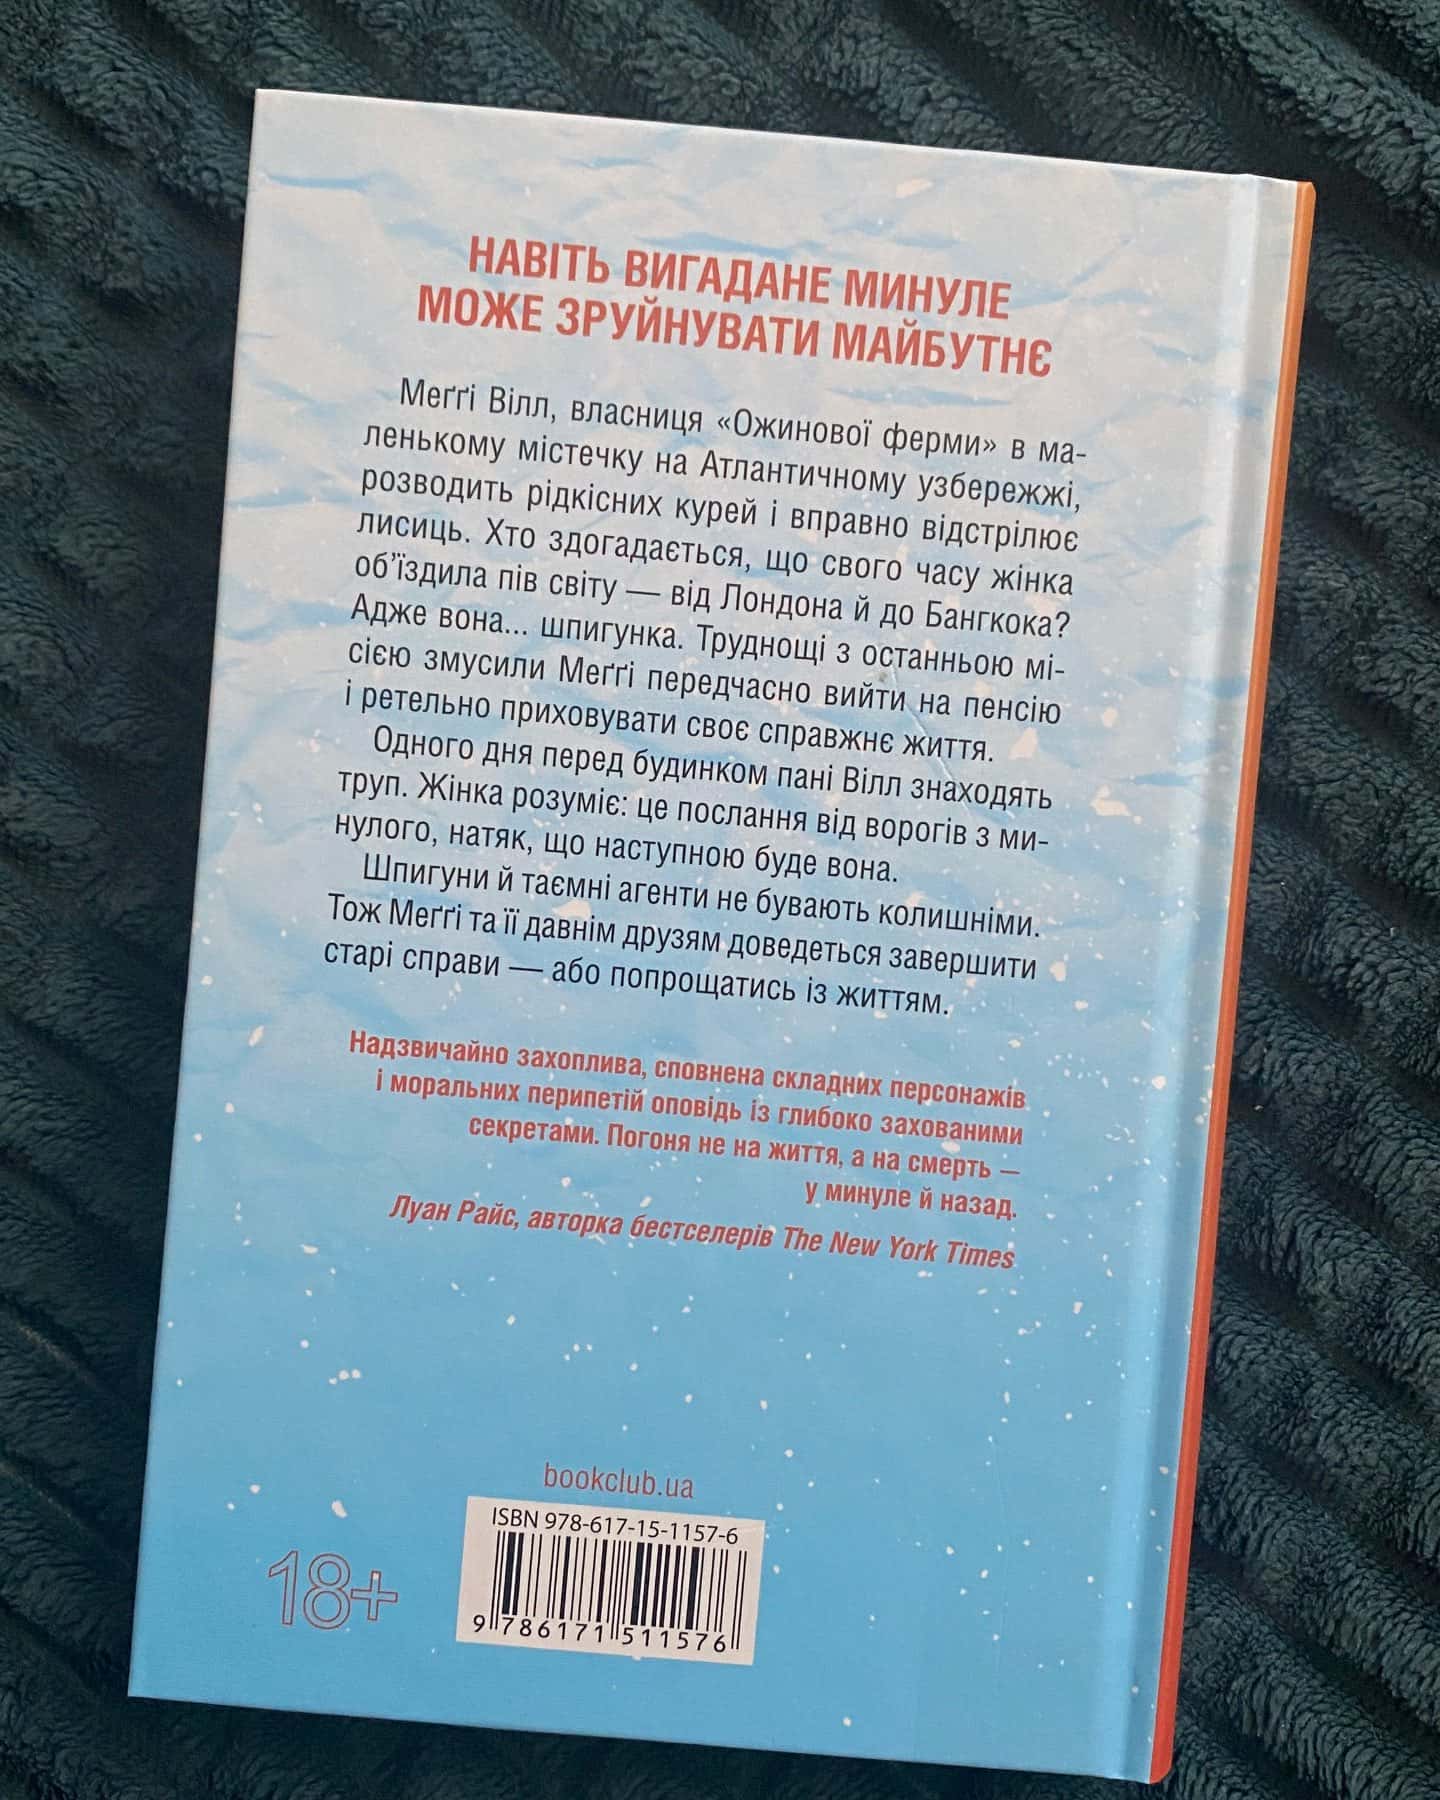 НАВІТЬ ВИГАДАНЕ МИНУЛЕ
МОЖЕ ЗРУЙНУВАТИ МАЙБУТНЄ
Меґґі Вілл, власниця «Ожинової ферми» в ма-
ленькому містечку на Атлантичному узбережжі,
розводить рідкісних курей і вправно відстрілює
лисиць. Хто здогадається, що свого часу жінка
об’їздила пів світу — від Лондона й до Бангкока?
Адже вона... шпигунка. Труднощі з останньою мі-
сією змусили Меґґі передчасно вийти на пенсію
і ретельно приховувати своє справжнє життя.
Одного дня перед будинком пані Вілл знаходять
труп. Жінка розуміє: це послання від ворогів з ми-
нулого, натяк, що наступною буде вона.
Шпигуни й таємні агенти не бувають колишніми.
Тож Меґґі та її давнім друзям доведеться завершити
старі справи — або попрощатись із життям.
Надзвичайно захоплива, сповнена складних персонажів
і моральних перипетій оповідь із глибоко захованими
секретами. Погоня не на життя, а на смерть —
у минуле й назад.
Луан Райс, авторка бестселерів The New York Times
bookclub.ua
ISBN 978-617-15-1157-6
9 786171 511576
18+